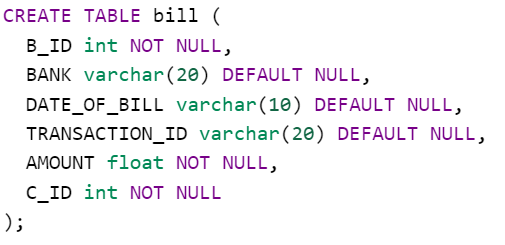 CREATE TABLE bill (
  B_ID int NOT NULL,
  BANK varchar(20) DEFAULT NULL,
  DATE_OF_BILL varchar(10) DEFAULT NULL,
  TRANSACTION_ID varchar(20) DEFAULT NULL,
  AMOUNT float NOT NULL,
  C_ID int NOT NULL
);